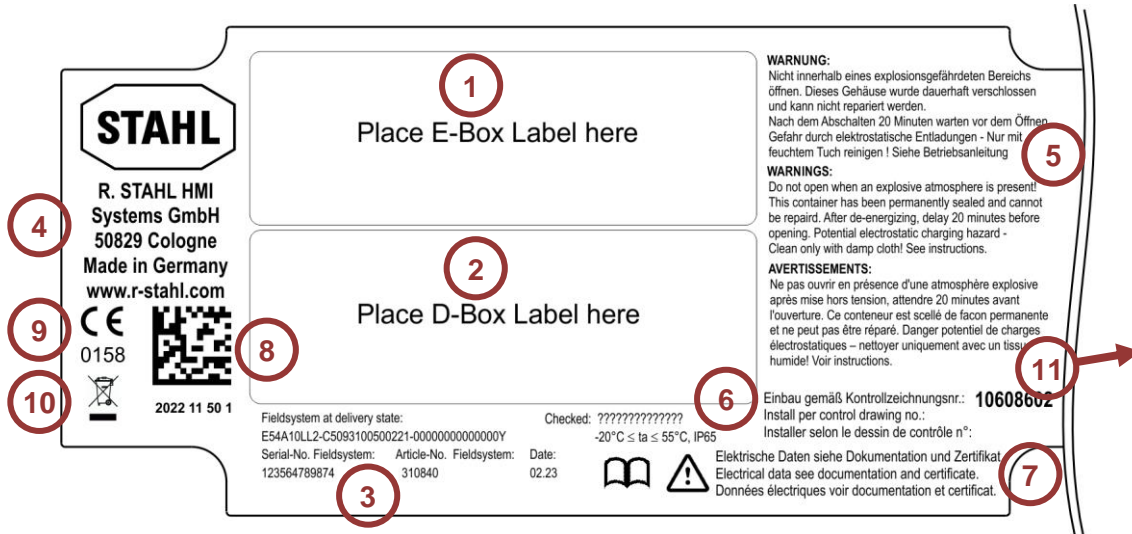 STAHL
R. STAHL HMI
Systems GmbH
50829 Cologne
Made in Germany
www.r-stahl.com
CE
0158
2022 11 50 1
4
9
10
8
1
Place E-Box Label here
2
Place D-Box Label here
Fieldsystem at delivery state:
E54A10LL2-C5093100500221-00000000000000Y
Serial-No. Fieldsystem: Article-No. Fieldsystem: Date:
123564789874 310840 02.23
3
Checked: ??????????????
-20°C ≤ ta ≤ 55°C, IP65
6
WARNUNG:
Nicht innerhalb eines explosionsgefährdeten Bereichs
öffnen. Dieses Gehäuse wurde dauerhaft verschlossen
und kann nicht repariert werden.
Nach dem Abschalten 20 Minuten warten vor dem Öffnen
Gefahr durch elektrostatische Entladungen - Nur mit
feuchtem Tuch reinigen ! Siehe Betriebsanleitung
5
WARNINGS:
Do not open when an explosive atmosphere is present!
This container has been permanently sealed and cannot
be repaird. After de-energizing, delay 20 minutes before
opening. Potential electrostatic charging hazard -
Clean only with damp cloth! See instructions.
AVERTISSEMENTS:
Ne pas ouvrir en présence d'une atmosphère explosive
après mise hors tension, attendre 20 minutes avant
l'ouverture. Ce conteneur est scellé de facon permanente
et ne peut pas être réparé. Danger potentiel de charges
électrostatiques – nettoyer uniquement avec un tissu
humide! Voir instructions.
11
Einbau gemäß Kontrollzeichnungsnr.: 10608602
Install per control drawing no.:
Installer selon le dessin de contrôle n°:
Elektrische Daten siehe Dokumentation und Zertifikat.
Electrical data see documentation and certificate.
Données électriques voir documentation et certificat.
7